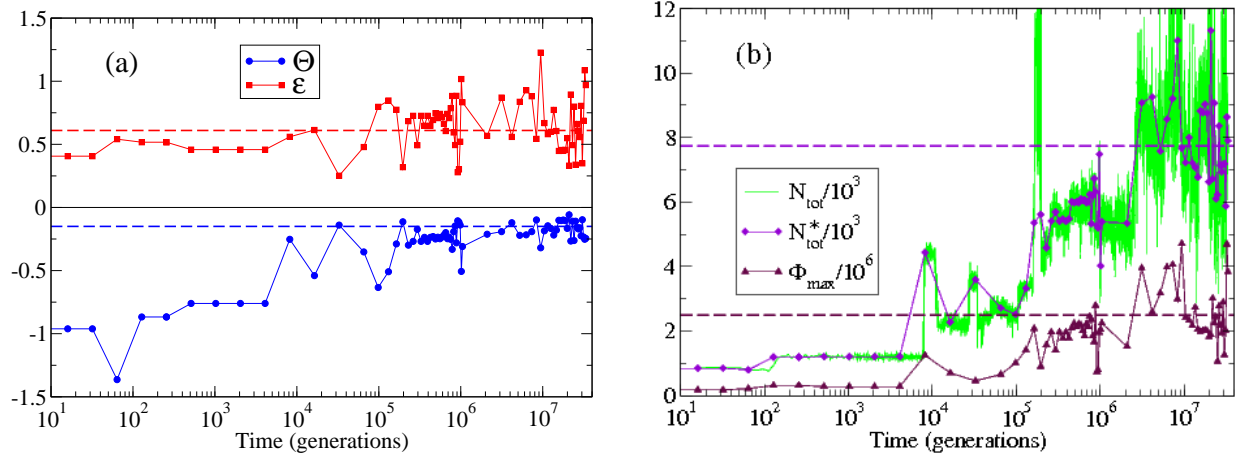 1.5
1
0.5
0
-0.5
-1
-1.5
(a)
Θ
ε
10^1 10^2 10^3 10^4 10^5 10^6 10^7
Time (generations)
12
10
8
6
4
2
0
(b)
N_tot/10^3
N*_tot/10^3
Φ_max/10^6
10^1 10^2 10^3 10^4 10^5 10^6 10^7
Time (generations)